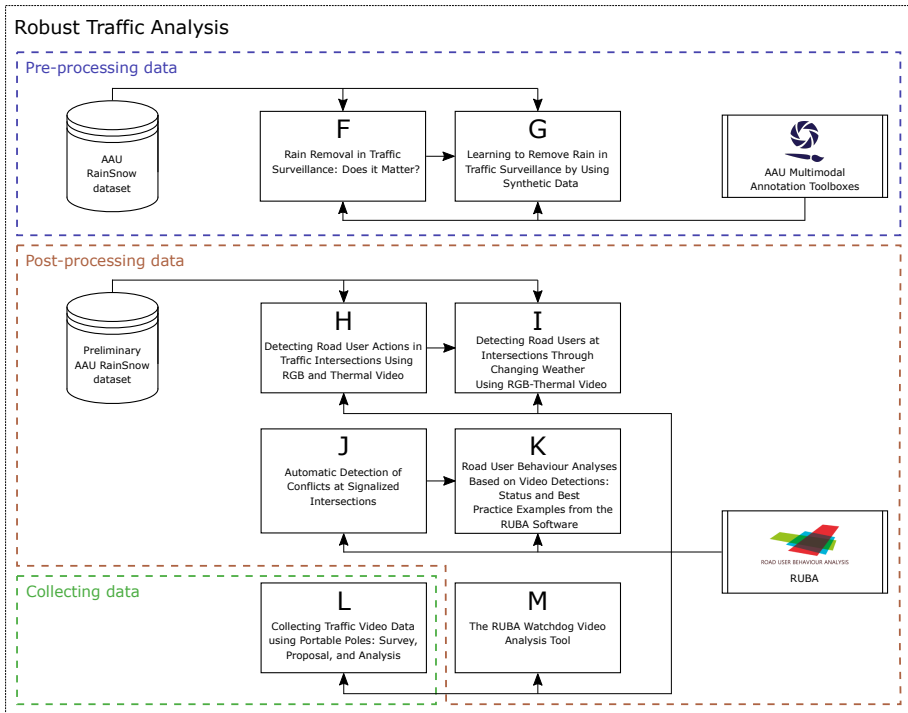 Robust Traffic Analysis
Pre-processing data
AAU
RainSnow
dataset
F
Rain Removal in Traffic
Surveillance: Does it Matter?
G
Learning to Remove Rain in
Traffic Surveillance by Using
Synthetic Data
AAU Multimodal
Annotation Toolboxes
Post-processing data
Preliminary
AAU RainSnow
dataset
H
Detecting Road User Actions in
Traffic Intersections Using
RGB and Thermal Video
I
Detecting Road Users at
Intersections Through
Changing Weather
Using RGB-Thermal Video
J
Automatic Detection of
Conflicts at Signalized
Intersections
K
Road User Behaviour Analyses
Based on Video Detections:
Status and Best
Practice Examples from the
RUBA Software
ROAD USER BEHAVIOUR ANALYSIS
RUBA
Collecting data
L
Collecting Traffic Video Data
using Portable Poles: Survey,
Proposal, and Analysis
M
The RUBA Watchdog Video
Analysis Tool